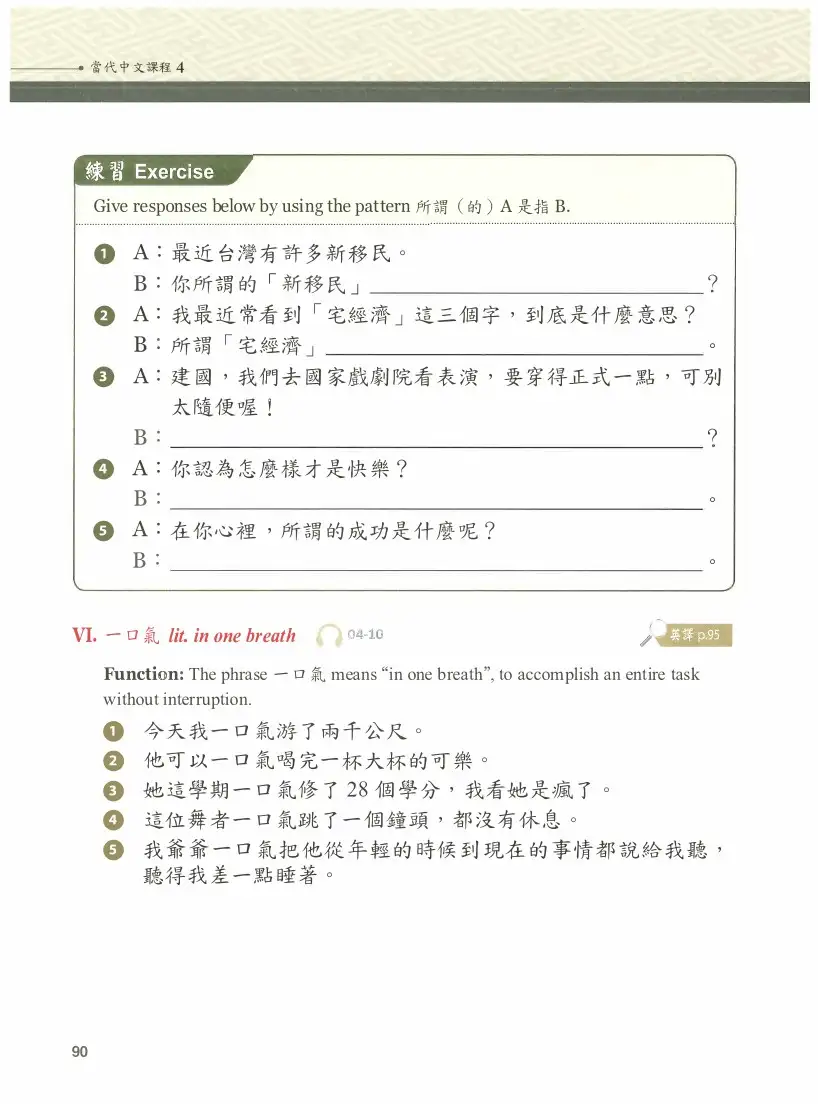 當代中文課程 4
練習 Exercise
Give responses below by using the pattern 所謂（的）A 是指 B.
1 A：最近台灣有許多新移民。
B：你所謂的「新移民」______________________________？
2 A：我最近常看到「宅經濟」這三個字，到底是什麼意思？
B：所謂「宅經濟」__________________________________。
3 A：建國，我們去國家戲劇院看表演，要穿得正式一點，可別
太隨便喔！
B：________________________________________________？
4 A：你認為怎麼樣才是快樂？
B：________________________________________________。
5 A：在你心裡，所謂的成功是什麼呢？
B：________________________________________________。
VI. 一口氣 lit. in one breath 04-10 英譯 p.95
Function: The phrase 一口氣 means “in one breath”, to accomplish an entire task
without interruption.
1 今天我一口氣游了兩千公尺。
2 他可以一口氣喝完一杯大杯的可樂。
3 她這學期一口氣修了 28 個學分，我看她是瘋了。
4 這位舞者一口氣跳了一個鐘頭，都沒有休息。
5 我爺爺一口氣把他從年輕的時候到現在的事情都說給我聽，
聽得我差一點睡著。
90